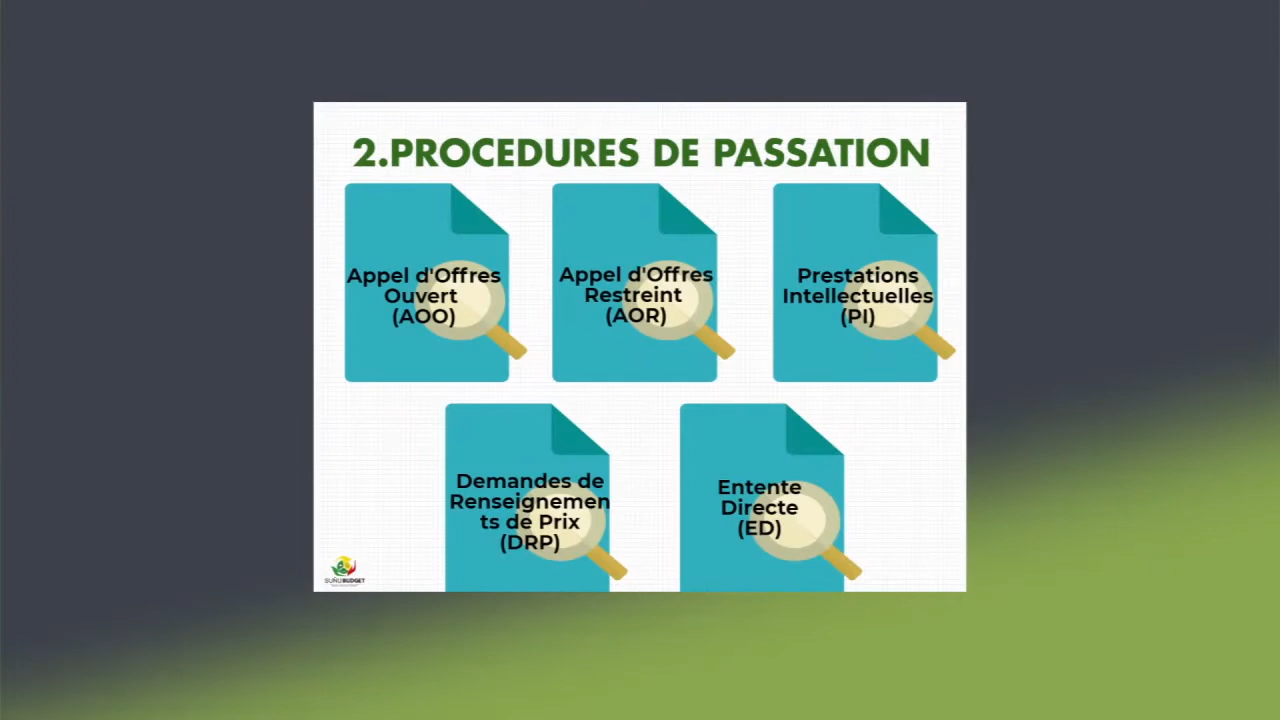 2.PROCEDURES DE PASSATION
Appel d'Offres
Ouvert
(AOO)
Appel d'Offres
Restreint
(AOR)
Prestations
Intellectuelles
(PI)
Demandes de
Renseignemen
ts de Prix
(DRP)
Entente
Directe
(ED)
SUÑUBUDGET